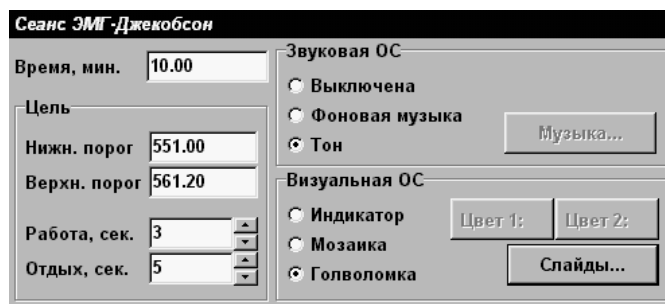 Сеанс ЭМГ-Джекобсон
Время, мин. 10.00
Цель
Нижн. порог 551.00
Верхн. порог 561.20
Работа, сек. 3
Отдых, сек. 5
Звуковая ОС
Выключена
Фоновая музыка
Тон
Музыка...
Визуальная ОС
Индикатор
Мозаика
Голволомка
Цвет 1:
Цвет 2:
Слайды...